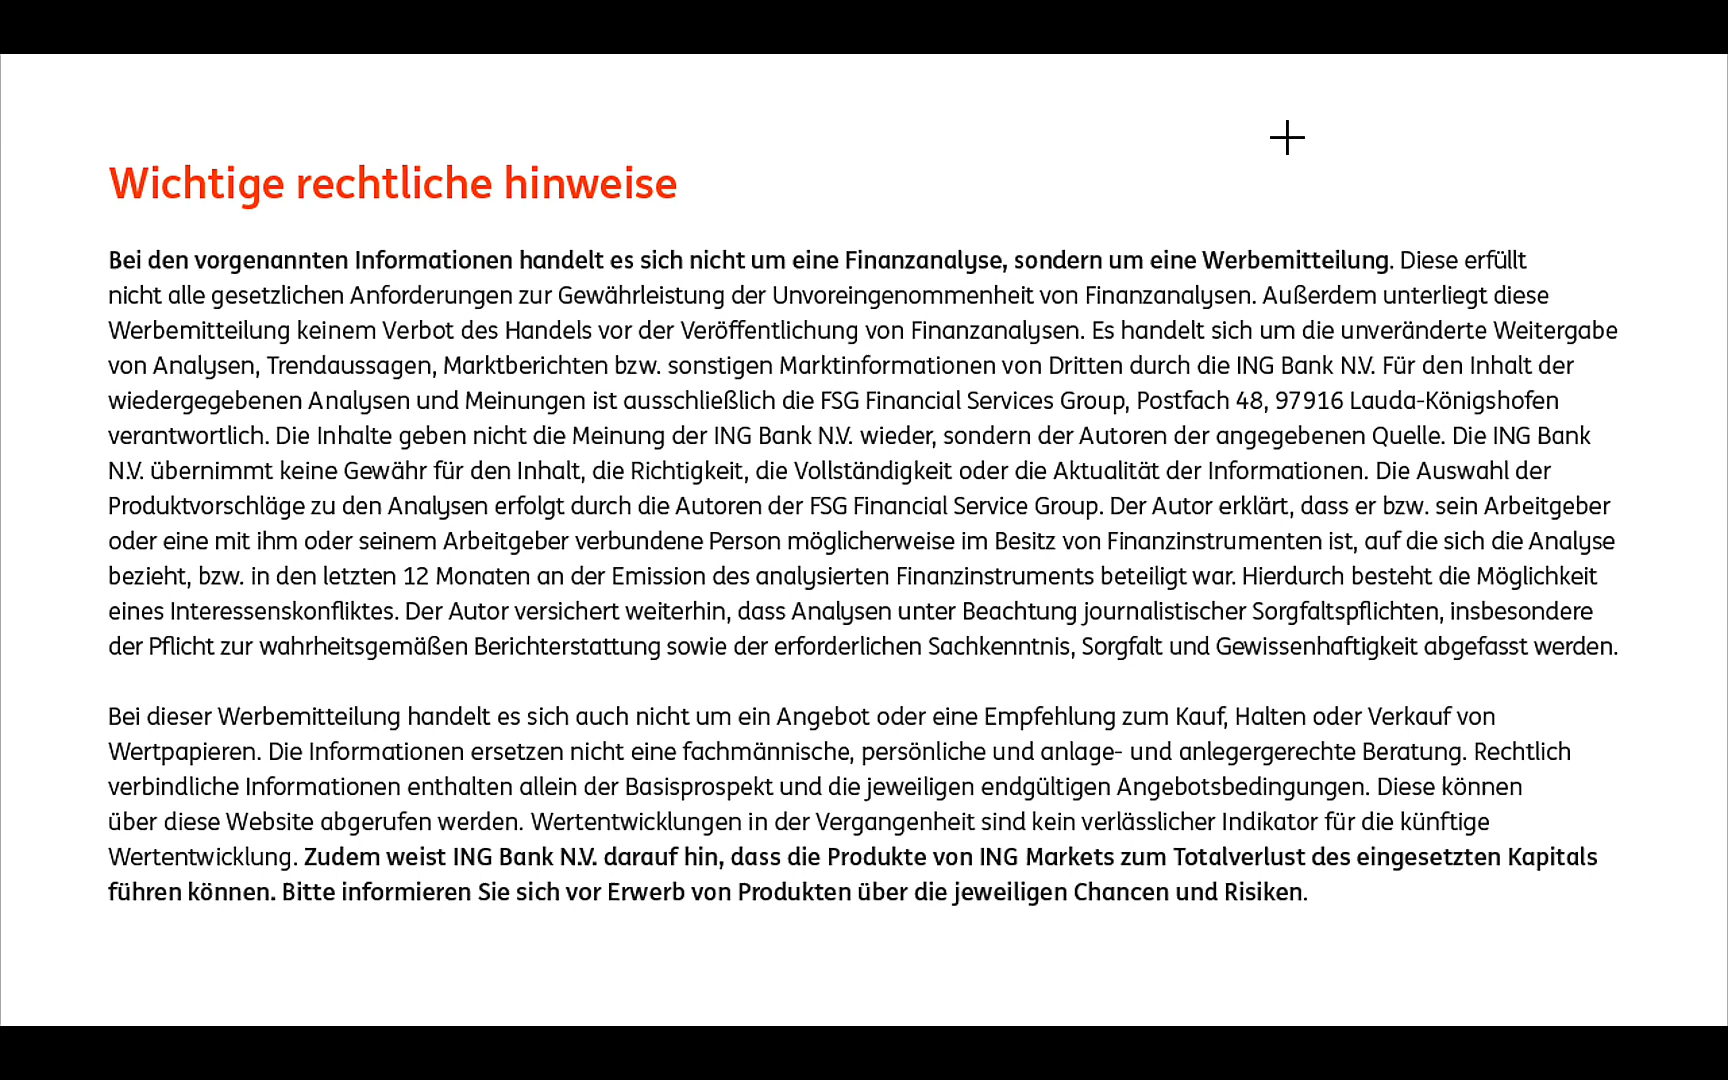 Wichtige rechtliche hinweise
Bei den vorgenannten Informationen handelt es sich nicht um eine Finanzanalyse, sondern um eine Werbemitteilung. Diese erfüllt
nicht alle gesetzlichen Anforderungen zur Gewährleistung der Unvoreingenommenheit von Finanzanalysen. Außerdem unterliegt diese
Werbemitteilung keinem Verbot des Handels vor der Veröffentlichung von Finanzanalysen. Es handelt sich um die unveränderte Weitergabe
von Analysen, Trendaussagen, Marktberichten bzw. sonstigen Marktinformationen von Dritten durch die ING Bank N.V. Für den Inhalt der
wiedergegebenen Analysen und Meinungen ist ausschließlich die FSG Financial Services Group, Postfach 48, 97916 Lauda-Königshofen
verantwortlich. Die Inhalte geben nicht die Meinung der ING Bank N.V. wieder, sondern der Autoren der angegebenen Quelle. Die ING Bank
N.V. übernimmt keine Gewähr für den Inhalt, die Richtigkeit, die Vollständigkeit oder die Aktualität der Informationen. Die Auswahl der
Produktvorschläge zu den Analysen erfolgt durch die Autoren der FSG Financial Service Group. Der Autor erklärt, dass er bzw. sein Arbeitgeber
oder eine mit ihm oder seinem Arbeitgeber verbundene Person möglicherweise im Besitz von Finanzinstrumenten ist, auf die sich die Analyse
bezieht, bzw. in den letzten 12 Monaten an der Emission des analysierten Finanzinstruments beteiligt war. Hierdurch besteht die Möglichkeit
eines Interessenskonfliktes. Der Autor versichert weiterhin, dass Analysen unter Beachtung journalistischer Sorgfaltspflichten, insbesondere
der Pflicht zur wahrheitsgemäßen Berichterstattung sowie der erforderlichen Sachkenntnis, Sorgfalt und Gewissenhaftigkeit abgefasst werden.
Bei dieser Werbemitteilung handelt es sich auch nicht um ein Angebot oder eine Empfehlung zum Kauf, Halten oder Verkauf von
Wertpapieren. Die Informationen ersetzen nicht eine fachmännische, persönliche und anlage- und anlegergerechte Beratung. Rechtlich
verbindliche Informationen enthalten allein der Basisprospekt und die jeweiligen endgültigen Angebotsbedingungen. Diese können
über diese Website abgerufen werden. Wertentwicklungen in der Vergangenheit sind kein verlässlicher Indikator für die künftige
Wertentwicklung. Zudem weist ING Bank N.V. darauf hin, dass die Produkte von ING Markets zum Totalverlust des eingesetzten Kapitals
führen können. Bitte informieren Sie sich vor Erwerb von Produkten über die jeweiligen Chancen und Risiken.